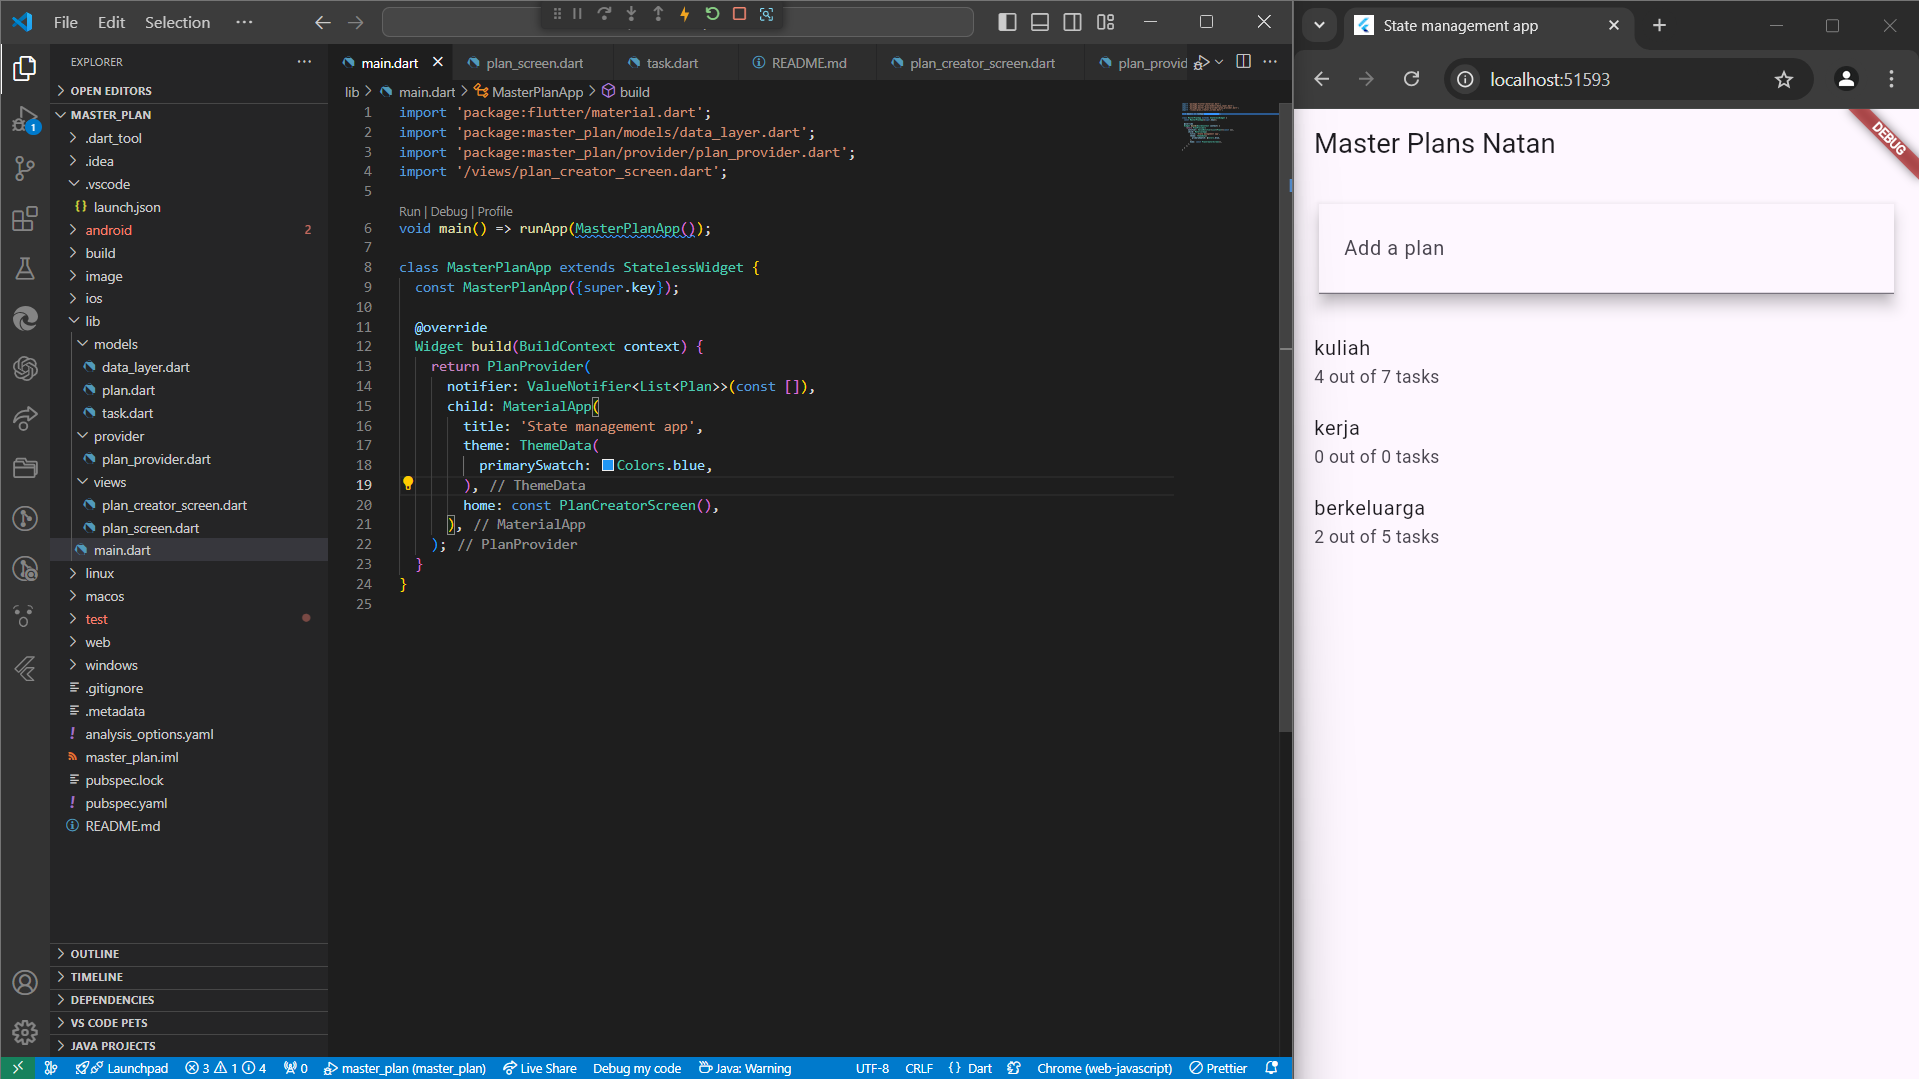 File Edit Selection ···
EXPLORER
OPEN EDITORS
MASTER_PLAN
.dart_tool
.idea
.vscode
{} launch.json
android 2
build
image
ios
lib
models
data_layer.dart
plan.dart
task.dart
provider
plan_provider.dart
views
plan_creator_screen.dart
plan_screen.dart
main.dart
linux
macos
test
web
windows
.gitignore
.metadata
! analysis_options.yaml
master_plan.iml
pubspec.lock
! pubspec.yaml
README.md
OUTLINE
TIMELINE
DEPENDENCIES
VS CODE PETS
JAVA PROJECTS
1
main.dart plan_screen.dart task.dart README.md plan_creator_screen.dart plan_provid
lib > main.dart > MasterPlanApp > build
1 import 'package:flutter/material.dart';
2 import 'package:master_plan/models/data_layer.dart';
3 import 'package:master_plan/provider/plan_provider.dart';
4 import '/views/plan_creator_screen.dart';
5
Run | Debug | Profile
6 void main() => runApp(MasterPlanApp());
7
8 class MasterPlanApp extends StatelessWidget {
9 const MasterPlanApp({super.key});
10
11 @override
12 Widget build(BuildContext context) {
13 return PlanProvider(
14 notifier: ValueNotifier<List<Plan>>(const []),
15 child: MaterialApp(
16 title: 'State management app',
17 theme: ThemeData(
18 primarySwatch: Colors.blue,
19 ), // ThemeData
20 home: const PlanCreatorScreen(),
21 ), // MaterialApp
22 ); // PlanProvider
23 }
24 }
25
Launchpad 3 1 4 0 master_plan (master_plan) Live Share Debug my code Java: Warning UTF-8 CRLF {} Dart Chrome (web-javascript) Prettier
State management app
localhost:51593
Master Plans Natan
DEBUG
Add a plan
kuliah
4 out of 7 tasks
kerja
0 out of 0 tasks
berkeluarga
2 out of 5 tasks